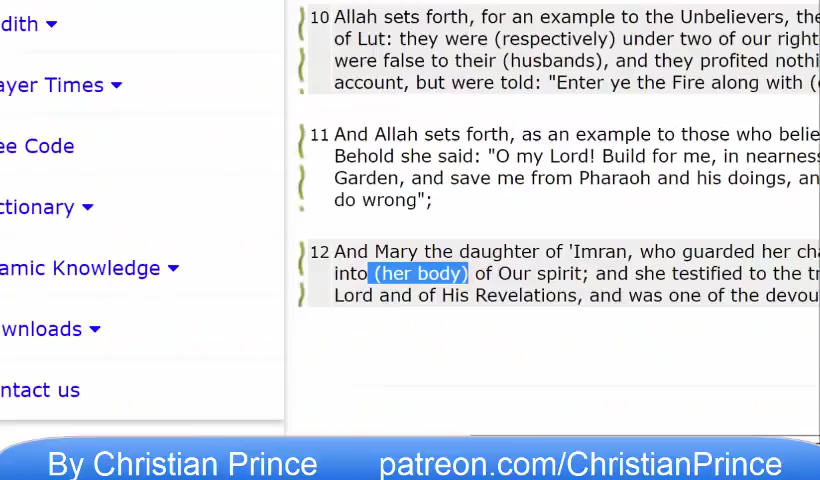 dith
ayer Times
ee Code
ctionary
amic Knowledge
wnloads
ntact us
10 Allah sets forth, for an example to the Unbelievers, the
of Lut: they were (respectively) under two of our right
were false to their (husbands), and they profited nothi
account, but were told: "Enter ye the Fire along with (
11 And Allah sets forth, as an example to those who belie
Behold she said: "O my Lord! Build for me, in nearness
Garden, and save me from Pharaoh and his doings, an
do wrong";
12 And Mary the daughter of 'Imran, who guarded her cha
into (her body) of Our spirit; and she testified to the tr
Lord and of His Revelations, and was one of the devou
By Christian Prince patreon.com/ChristianPrince